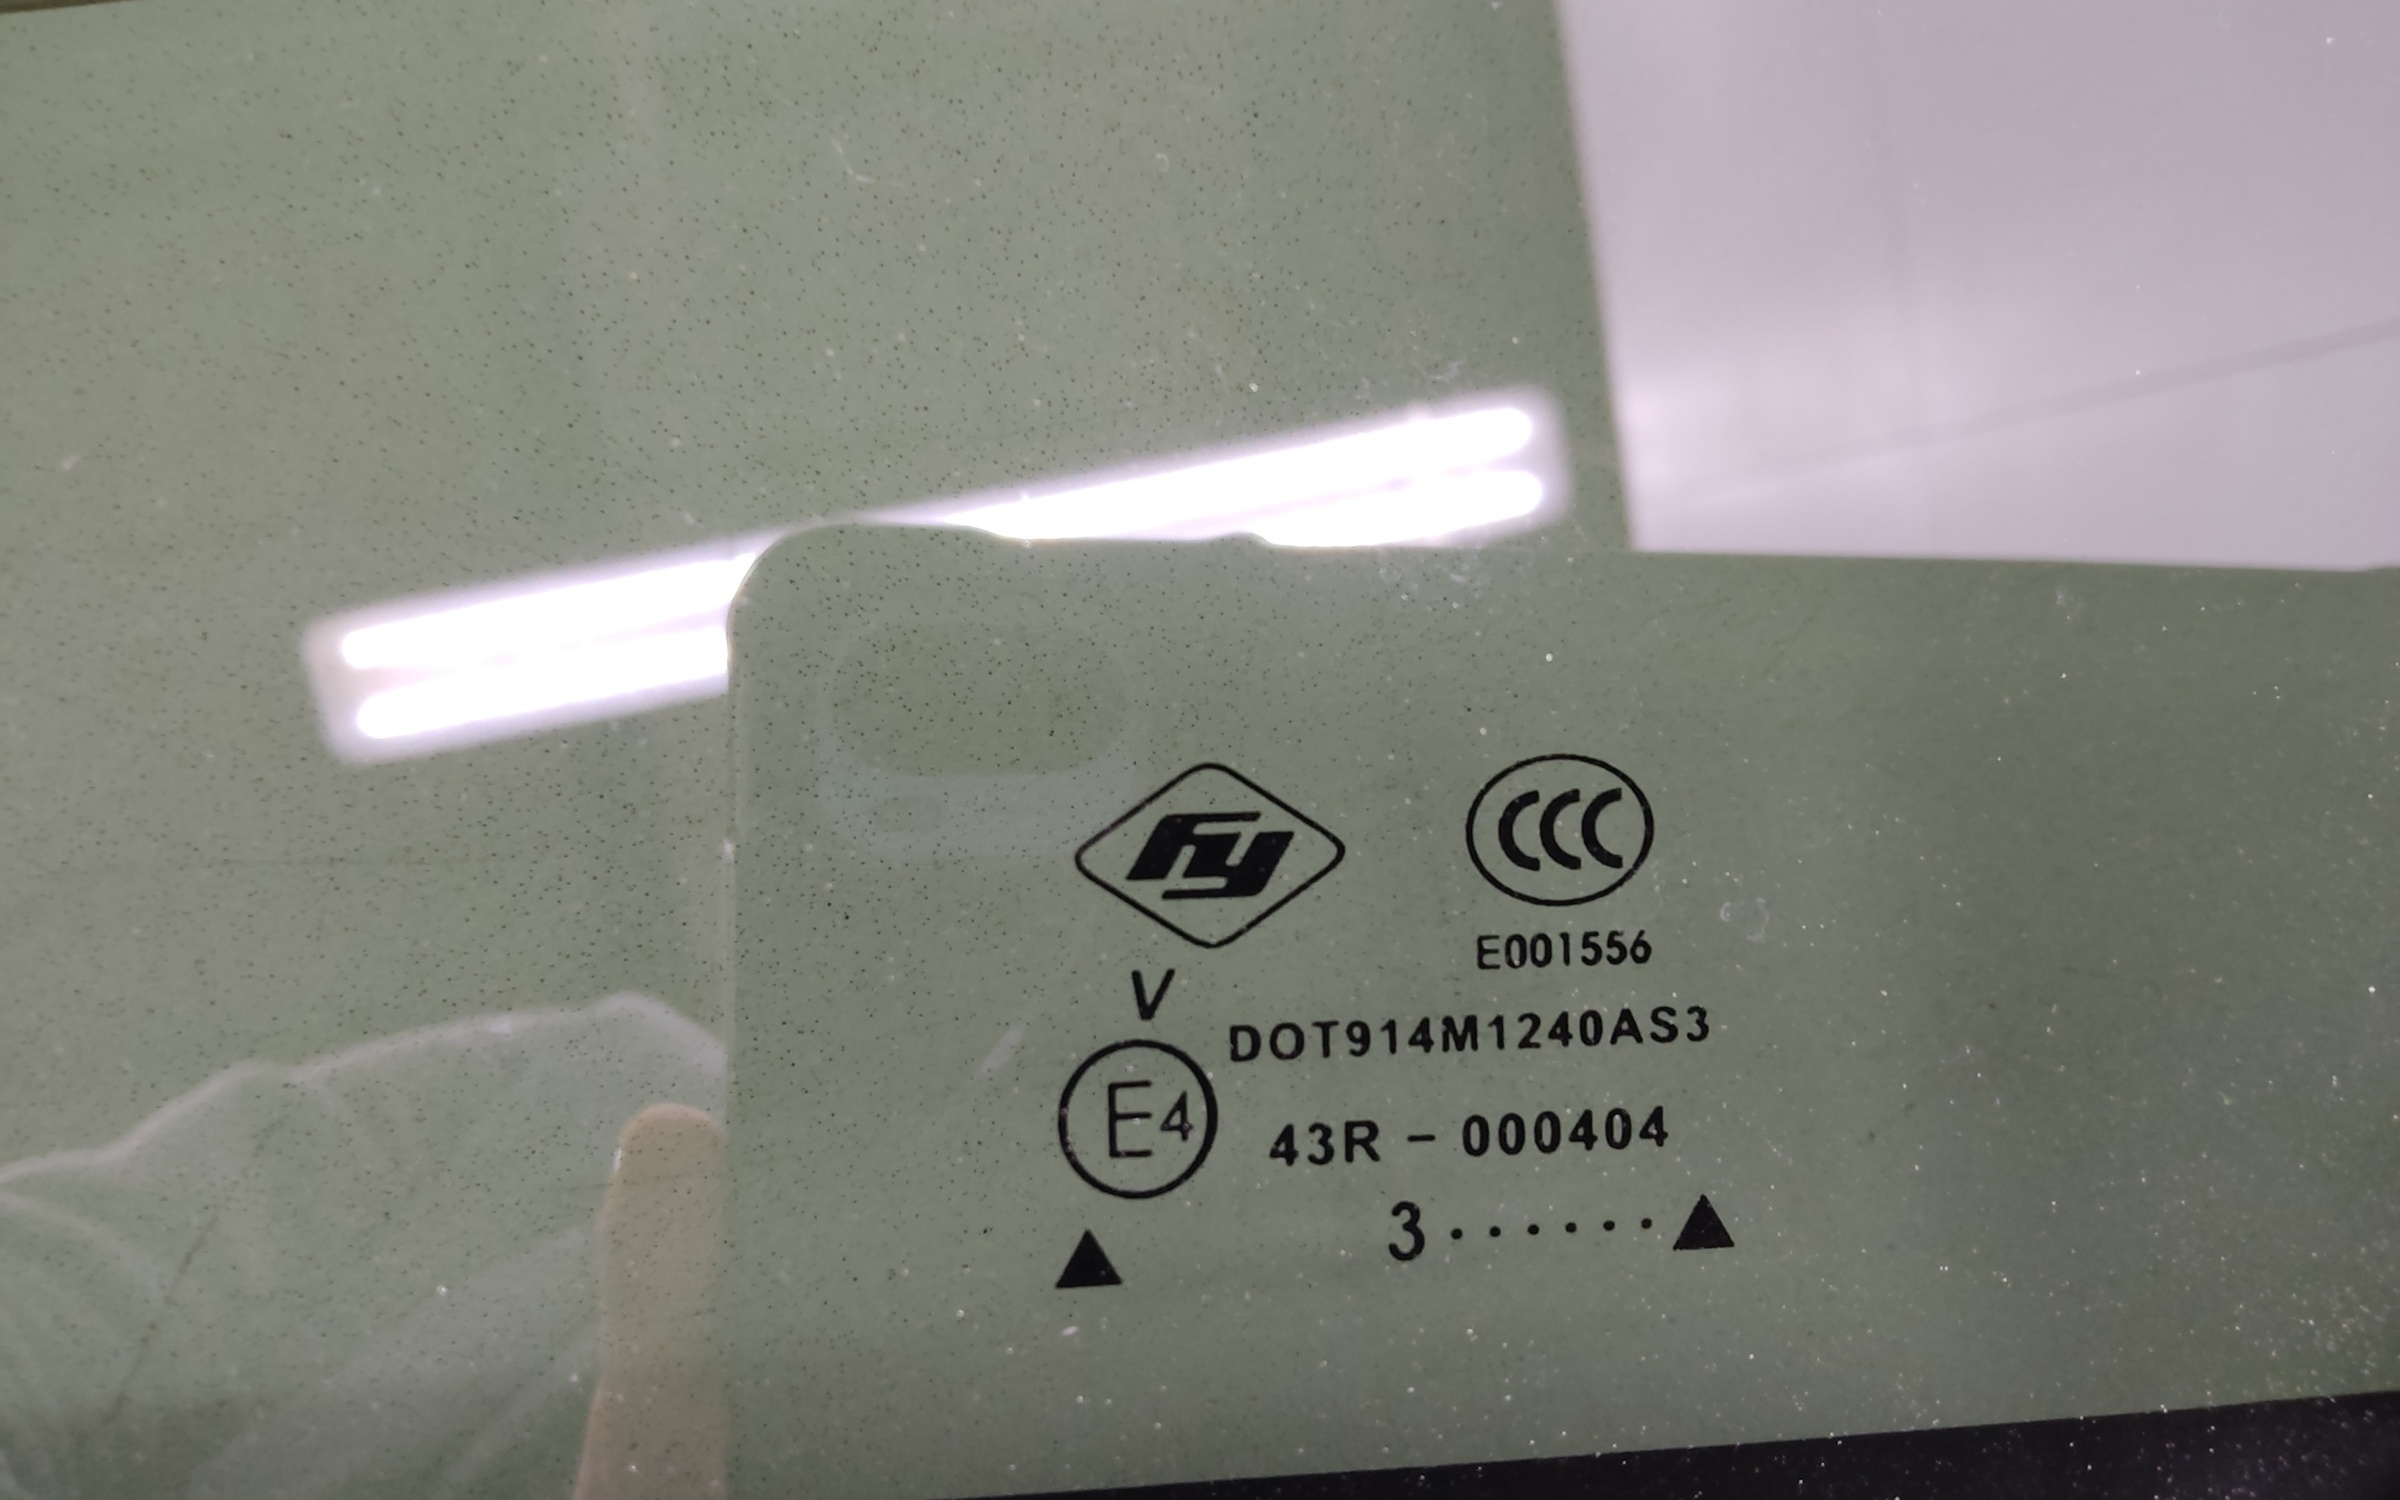 fy
CCC
E001556
V
DOT914M1240AS3
E4
43R - 000404
3 . . . . . . ▲
▲